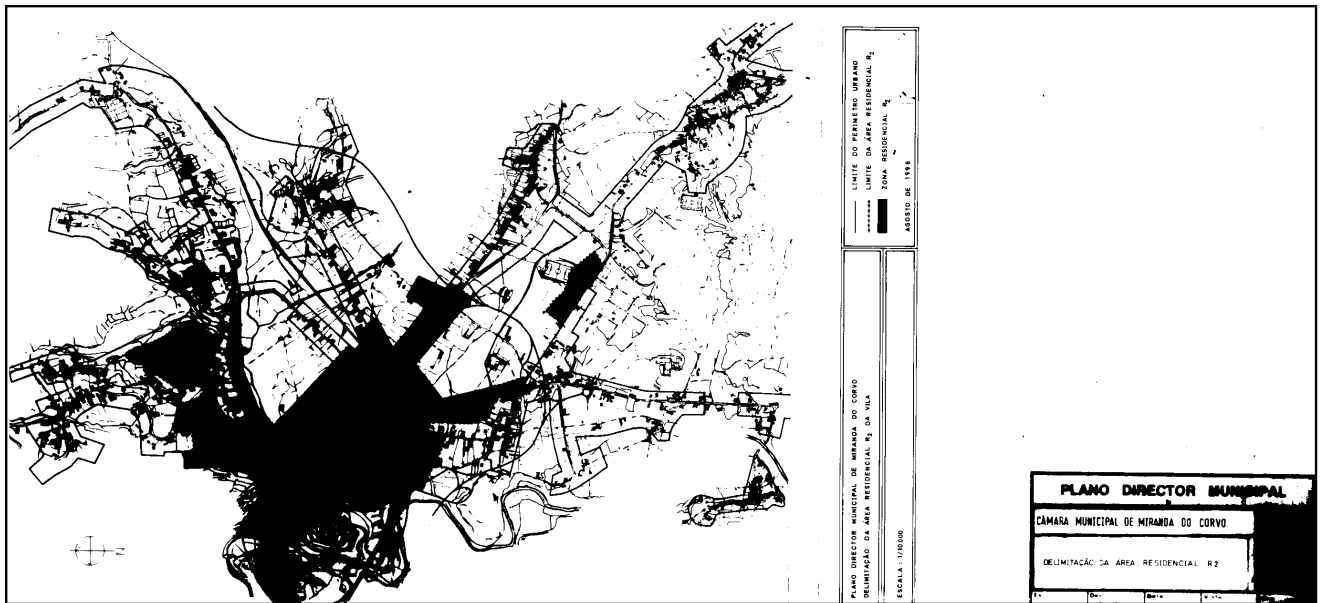 LIMITE DO PERIMETRO URBANO
LIMITE DA ÁREA RESIDENCIAL R2
ZONA RESIDENCIAL R2
AGOSTO DE 1996
PLANO DIRECTOR MUNICIPAL DE MIRANDA DO CORVO
DELIMITAÇÃO DA ÁREA RESIDENCIAL R2 DA VILA
ESCALA: 1/10000
N
PLANO DIRECTOR MUNICIPAL
CÂMARA MUNICIPAL DE MIRANDA DO CORVO
DELIMITAÇÃO DA ÁREA RESIDENCIAL R2